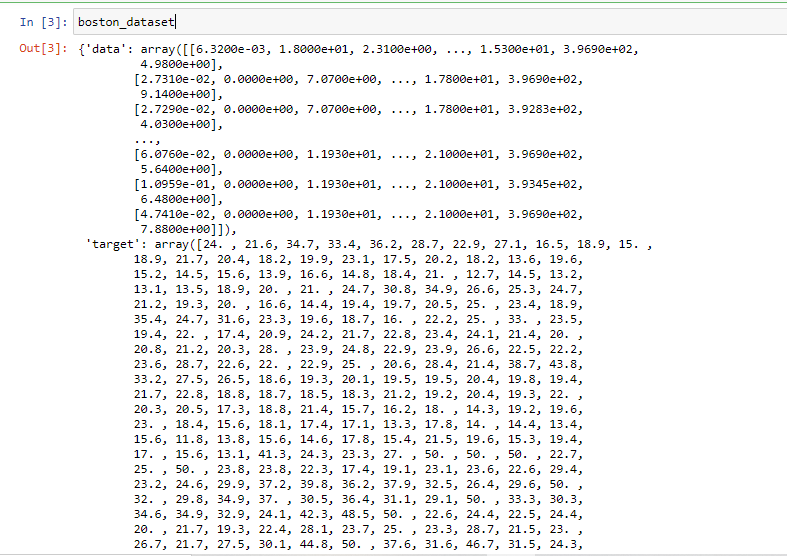 In [3]: boston_dataset
Out[3]: {'data': array([[6.3200e-03, 1.8000e+01, 2.3100e+00, ..., 1.5300e+01, 3.9690e+02,
4.9800e+00],
[2.7310e-02, 0.0000e+00, 7.0700e+00, ..., 1.7800e+01, 3.9690e+02,
9.1400e+00],
[2.7290e-02, 0.0000e+00, 7.0700e+00, ..., 1.7800e+01, 3.9283e+02,
4.0300e+00],
...,
[6.0760e-02, 0.0000e+00, 1.1930e+01, ..., 2.1000e+01, 3.9690e+02,
5.6400e+00],
[1.0959e-01, 0.0000e+00, 1.1930e+01, ..., 2.1000e+01, 3.9345e+02,
6.4800e+00],
[4.7410e-02, 0.0000e+00, 1.1930e+01, ..., 2.1000e+01, 3.9690e+02,
7.8800e+00]]),
'target': array([24. , 21.6, 34.7, 33.4, 36.2, 28.7, 22.9, 27.1, 16.5, 18.9, 15. ,
18.9, 21.7, 20.4, 18.2, 19.9, 23.1, 17.5, 20.2, 18.2, 13.6, 19.6,
15.2, 14.5, 15.6, 13.9, 16.6, 14.8, 18.4, 21. , 12.7, 14.5, 13.2,
13.1, 13.5, 18.9, 20. , 21. , 24.7, 30.8, 34.9, 26.6, 25.3, 24.7,
21.2, 19.3, 20. , 16.6, 14.4, 19.4, 19.7, 20.5, 25. , 23.4, 18.9,
35.4, 24.7, 31.6, 23.3, 19.6, 18.7, 16. , 22.2, 25. , 33. , 23.5,
19.4, 22. , 17.4, 20.9, 24.2, 21.7, 22.8, 23.4, 24.1, 21.4, 20. ,
20.8, 21.2, 20.3, 28. , 23.9, 24.8, 22.9, 23.9, 26.6, 22.5, 22.2,
23.6, 28.7, 22.6, 22. , 22.9, 25. , 20.6, 28.4, 21.4, 38.7, 43.8,
33.2, 27.5, 26.5, 18.6, 19.3, 20.1, 19.5, 19.5, 20.4, 19.8, 19.4,
21.7, 22.8, 18.8, 18.7, 18.5, 18.3, 21.2, 19.2, 20.4, 19.3, 22. ,
20.3, 20.5, 17.3, 18.8, 21.4, 15.7, 16.2, 18. , 14.3, 19.2, 19.6,
23. , 18.4, 15.6, 18.1, 17.4, 17.1, 13.3, 17.8, 14. , 14.4, 13.4,
15.6, 11.8, 13.8, 15.6, 14.6, 17.8, 15.4, 21.5, 19.6, 15.3, 19.4,
17. , 15.6, 13.1, 41.3, 24.3, 23.3, 27. , 50. , 50. , 50. , 22.7,
25. , 50. , 23.8, 23.8, 22.3, 17.4, 19.1, 23.1, 23.6, 22.6, 29.4,
23.2, 24.6, 29.9, 37.2, 39.8, 36.2, 37.9, 32.5, 26.4, 29.6, 50. ,
32. , 29.8, 34.9, 37. , 30.5, 36.4, 31.1, 29.1, 50. , 33.3, 30.3,
34.6, 34.9, 32.9, 24.1, 42.3, 48.5, 50. , 22.6, 24.4, 22.5, 24.4,
20. , 21.7, 19.3, 22.4, 28.1, 23.7, 25. , 23.3, 28.7, 21.5, 23. ,
26.7, 21.7, 27.5, 30.1, 44.8, 50. , 37.6, 31.6, 46.7, 31.5, 24.3,